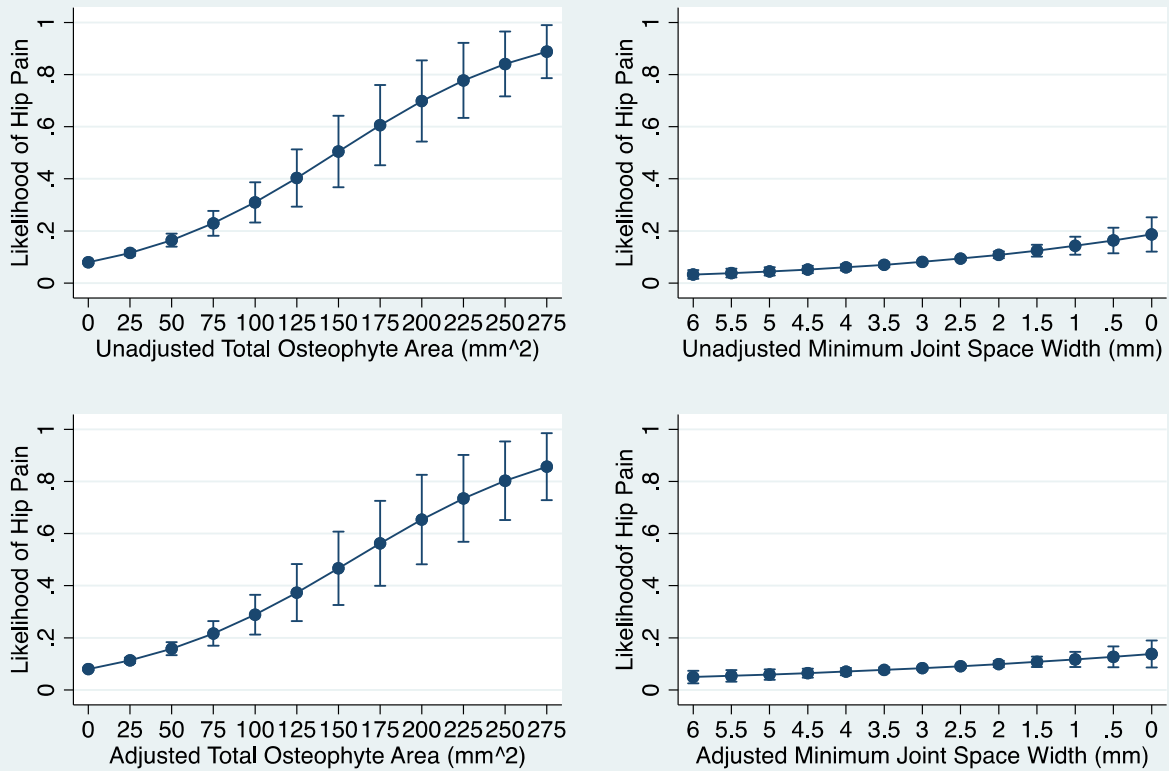 Likelihood of Hip Pain
1
.8
.6
.4
.2
0
0 25 50 75 100 125 150 175 200 225 250 275
Unadjusted Total Osteophyte Area (mm^2)
Likelihood of Hip Pain
1
.8
.6
.4
.2
0
6 5.5 5 4.5 4 3.5 3 2.5 2 1.5 1 .5 0
Unadjusted Minimum Joint Space Width (mm)
Likelihood of Hip Pain
1
.8
.6
.4
.2
0
0 25 50 75 100 125 150 175 200 225 250 275
Adjusted Total Osteophyte Area (mm^2)
Likelihoodof Hip Pain
1
.8
.6
.4
.2
0
6 5.5 5 4.5 4 3.5 3 2.5 2 1.5 1 .5 0
Adjusted Minimum Joint Space Width (mm)